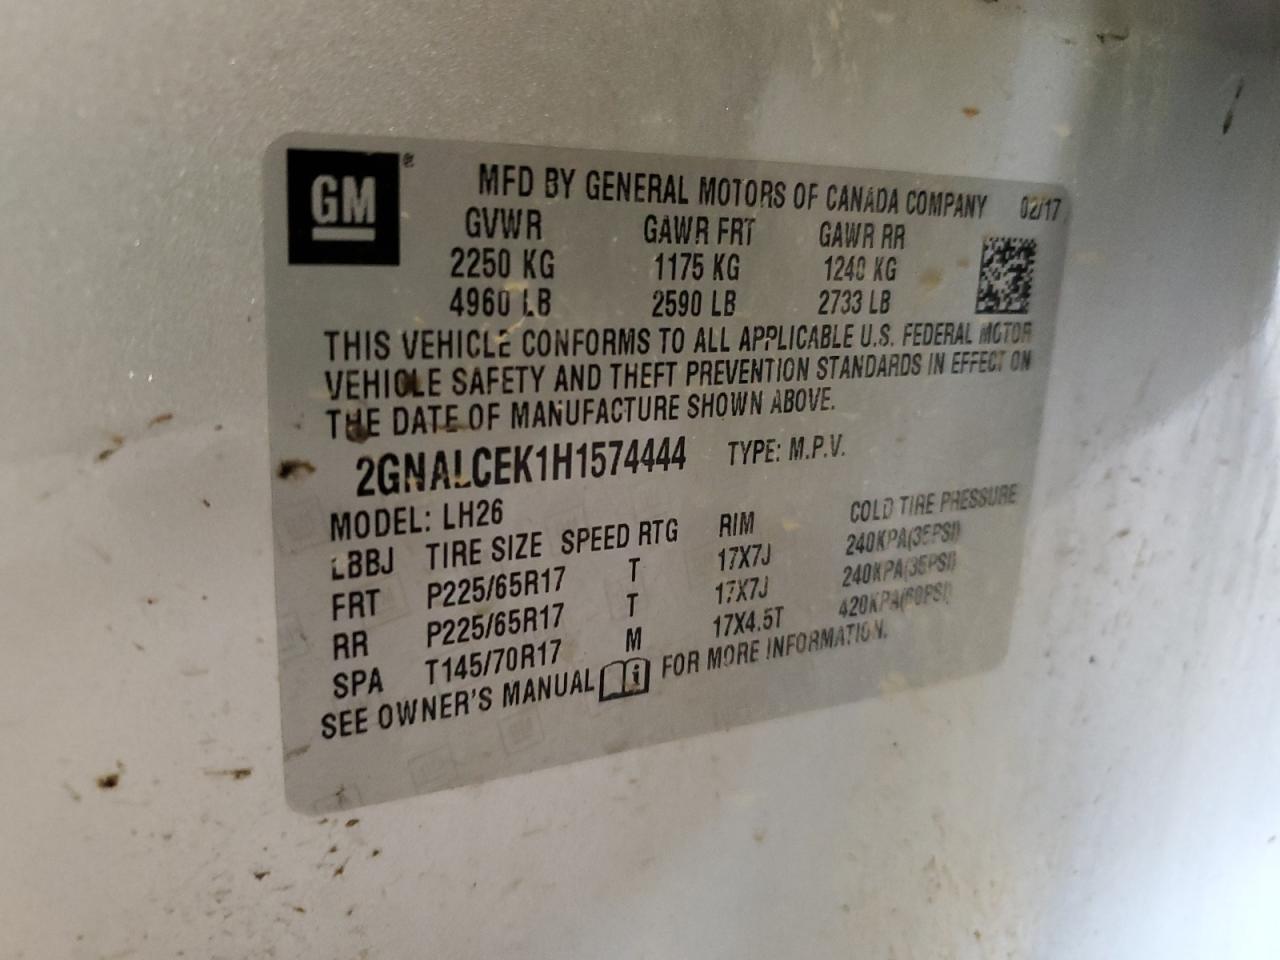 GM ®
MFD BY GENERAL MOTORS OF CANADA COMPANY 02/17
GVWR GAWR FRT GAWR RR
2250 KG 1175 KG 1240 KG
4960 LB 2590 LB 2733 LB
THIS VEHICLE CONFORMS TO ALL APPLICABLE U.S. FEDERAL MOTOR
VEHICLE SAFETY AND THEFT PREVENTION STANDARDS IN EFFECT ON
THE DATE OF MANUFACTURE SHOWN ABOVE.
2GNALCEK1H1574444 TYPE: M.P.V.
MODEL: LH26
LBBJ TIRE SIZE SPEED RTG RIM COLD TIRE PRESSURE
FRT P225/65R17 T 17X7J 240KPA(35PSI)
RR P225/65R17 T 17X7J 240KPA(35PSI)
SPA T145/70R17 M 17X4.5T 420KPA(60PSI)
SEE OWNER'S MANUAL FOR MORE INFORMATION.